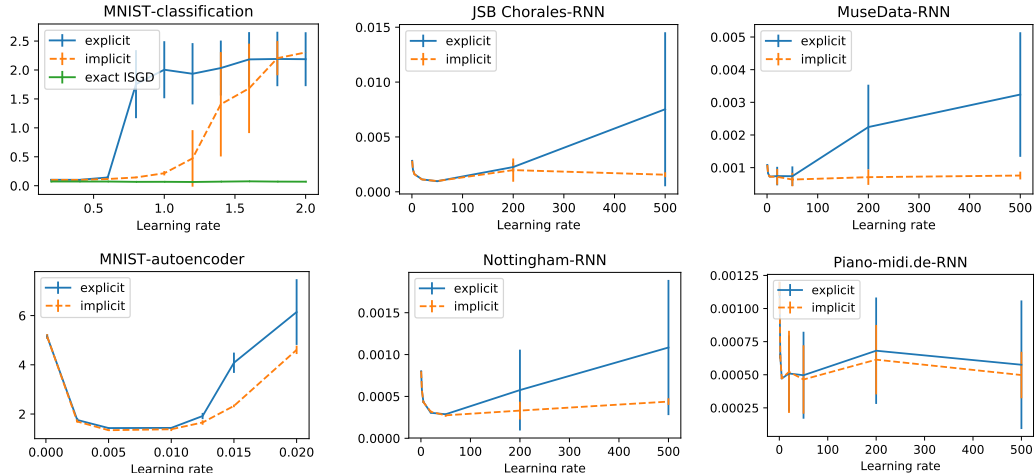 MNIST-classification
explicit
implicit
exact ISGD
2.5
2.0
1.5
1.0
0.5
0.0
0.5 1.0 1.5 2.0
Learning rate
JSB Chorales-RNN
explicit
implicit
0.015
0.010
0.005
0.000
0 100 200 300 400 500
Learning rate
MuseData-RNN
explicit
implicit
0.005
0.004
0.003
0.002
0.001
0 100 200 300 400 500
Learning rate
MNIST-autoencoder
explicit
implicit
6
4
2
0.000 0.005 0.010 0.015 0.020
Learning rate
Nottingham-RNN
explicit
implicit
0.0015
0.0010
0.0005
0.0000
0 100 200 300 400 500
Learning rate
Piano-midi.de-RNN
explicit
implicit
0.00125
0.00100
0.00075
0.00050
0.00025
0 100 200 300 400 500
Learning rate